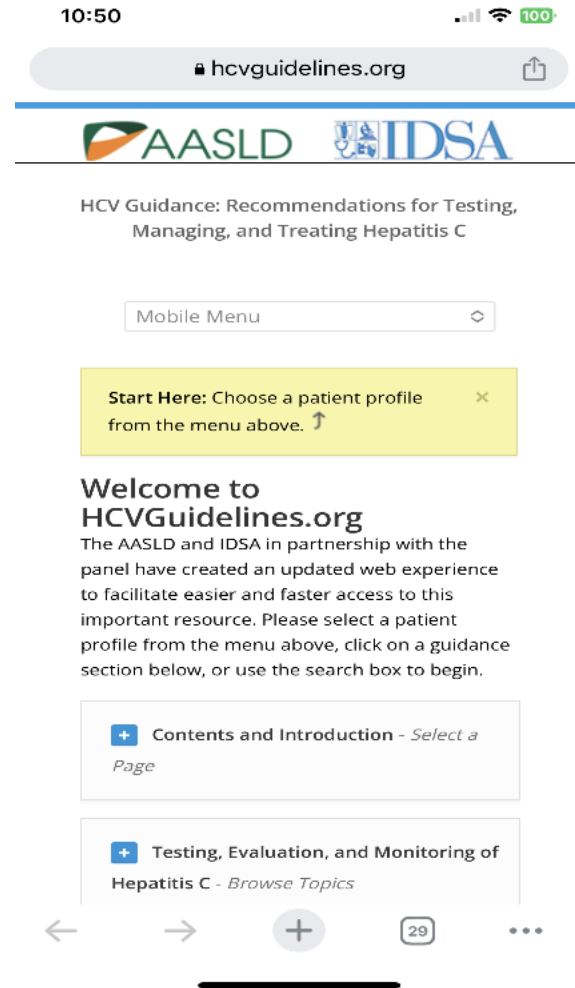 10:50
100
hcvguidelines.org
AASLD IDSA
HCV Guidance: Recommendations for Testing,
Managing, and Treating Hepatitis C
Mobile Menu
Start Here: Choose a patient profile ×
from the menu above. ⤴
Welcome to
HCVGuidelines.org
The AASLD and IDSA in partnership with the
panel have created an updated web experience
to facilitate easier and faster access to this
important resource. Please select a patient
profile from the menu above, click on a guidance
section below, or use the search box to begin.
+ Contents and Introduction - Select a
Page
+ Testing, Evaluation, and Monitoring of
Hepatitis C - Browse Topics
29